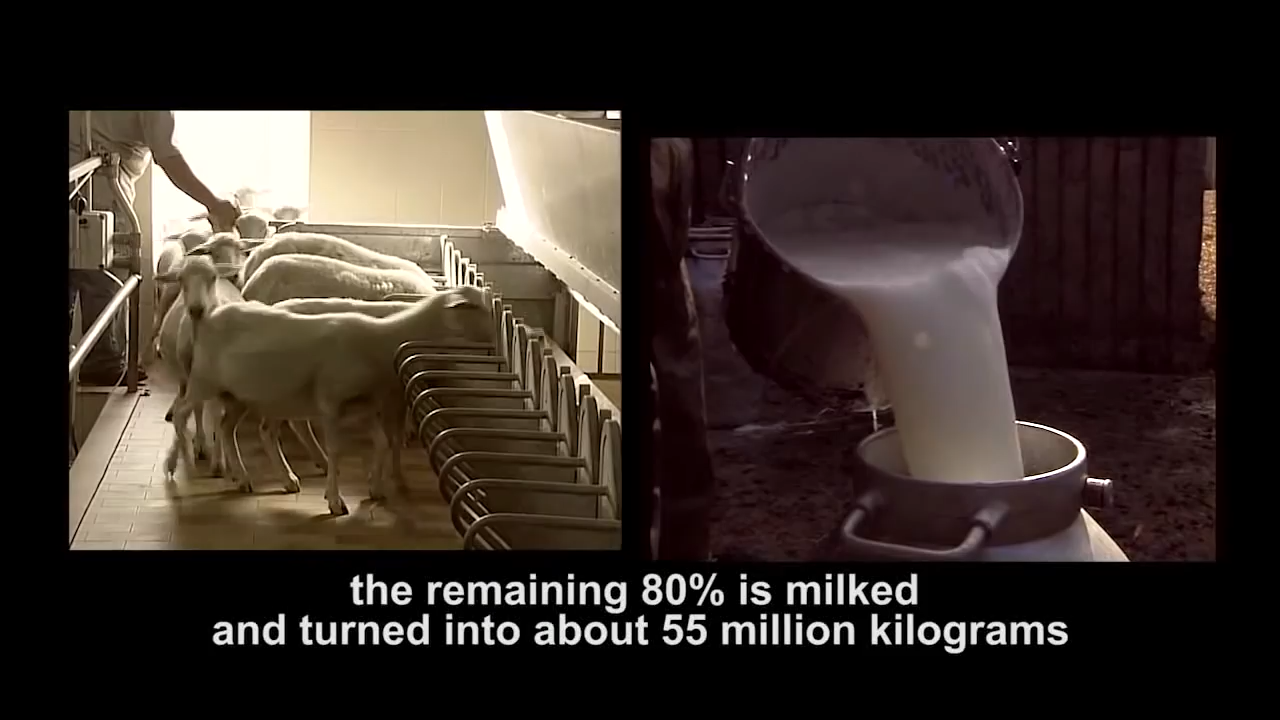 the remaining 80% is milked
and turned into about 55 million kilograms